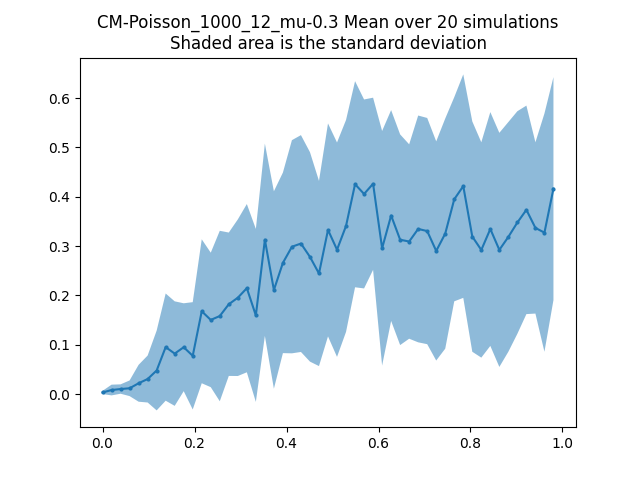 CM-Poisson_1000_12_mu-0.3 Mean over 20 simulations
Shaded area is the standard deviation
0.6
0.5
0.4
0.3
0.2
0.1
0.0
0.0 0.2 0.4 0.6 0.8 1.0